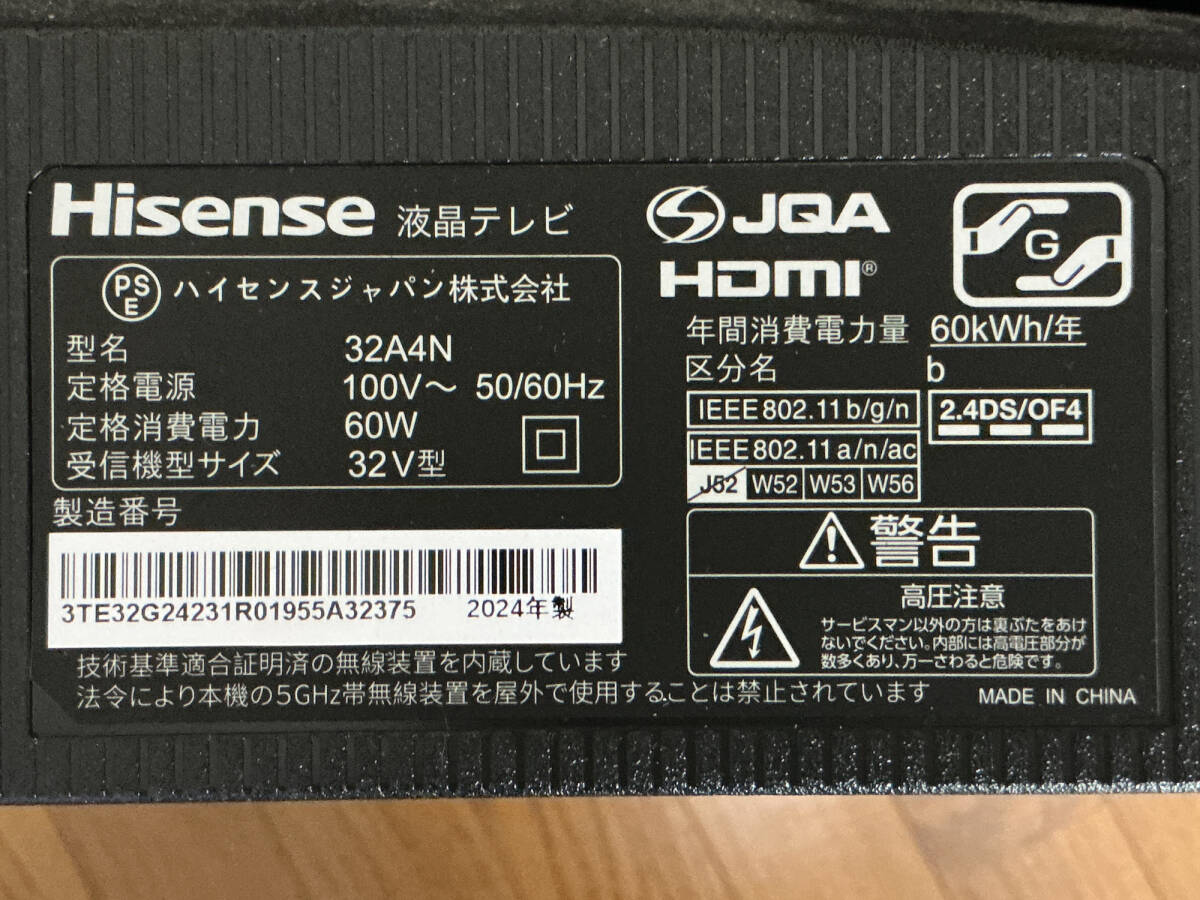 Hisense 液晶テレビ
PSE ハイセンスジャパン株式会社
型名 32A4N
定格電源 100V～ 50/60Hz
定格消費電力 60W
受信機型サイズ 32V型
製造番号
3TE32G24231R01955A32375 2024年製
技術基準適合証明済の無線装置を内蔵しています
法令により本機の5GHz帯無線装置を屋外で使用することは禁止されています
JQA
HDMI®
G
年間消費電力量 60kWh/年
区分名 b
IEEE802.11b/g/n
2.4DS/OF4
IEEE802.11a/n/ac
J52 W52 W53 W56
警告
高圧注意
サービスマン以外の方は裏ぶたをあけ
ないでください。内部には高電圧部分が
数多くあり、万一さわると危険です。
MADE IN CHINA